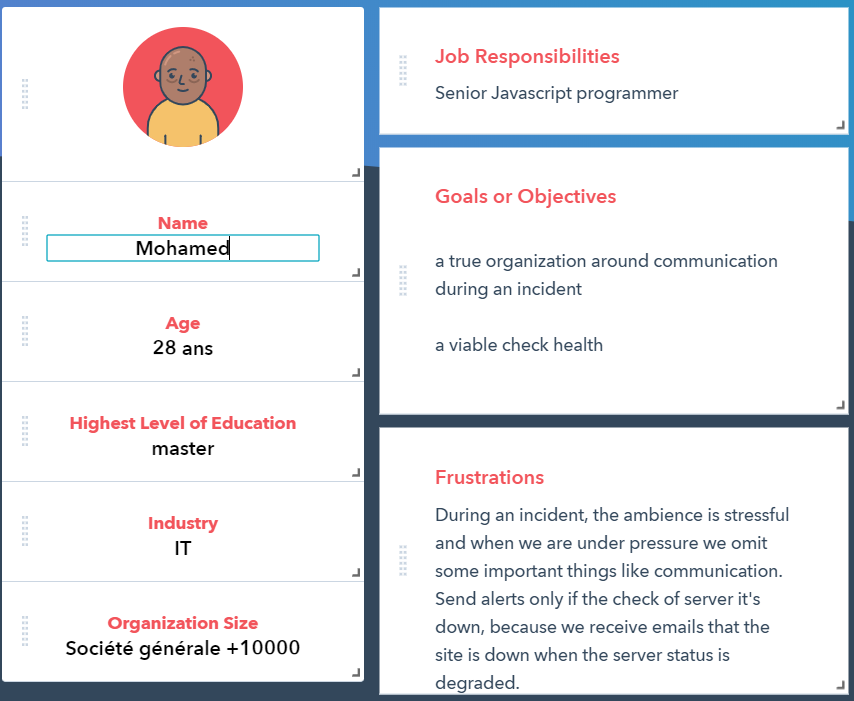 Name
Mohamed
Age
28 ans
Highest Level of Education
master
Industry
IT
Organization Size
Société générale +10000
Job Responsibilities
Senior Javascript programmer
Goals or Objectives
a true organization around communication
during an incident
a viable check health
Frustrations
During an incident, the ambience is stressful
and when we are under pressure we omit
some important things like communication.
Send alerts only if the check of server it's
down, because we receive emails that the
site is down when the server status is
degraded.